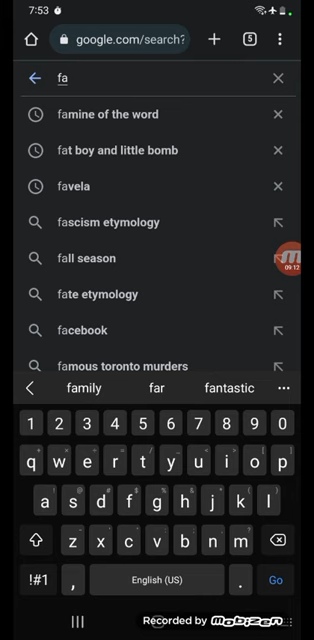 7:53
google.com/search?
5
fa
famine of the word
fat boy and little bomb
favela
fascism etymology
fall season
09:12
fate etymology
facebook
famous toronto murders
family far fantastic
1 2 3 4 5 6 7 8 9 0
q w e r t y u i o p
a s d f g h j k l
z x c v b n m
!#1 , English (US) . Go
Recorded by mobizen